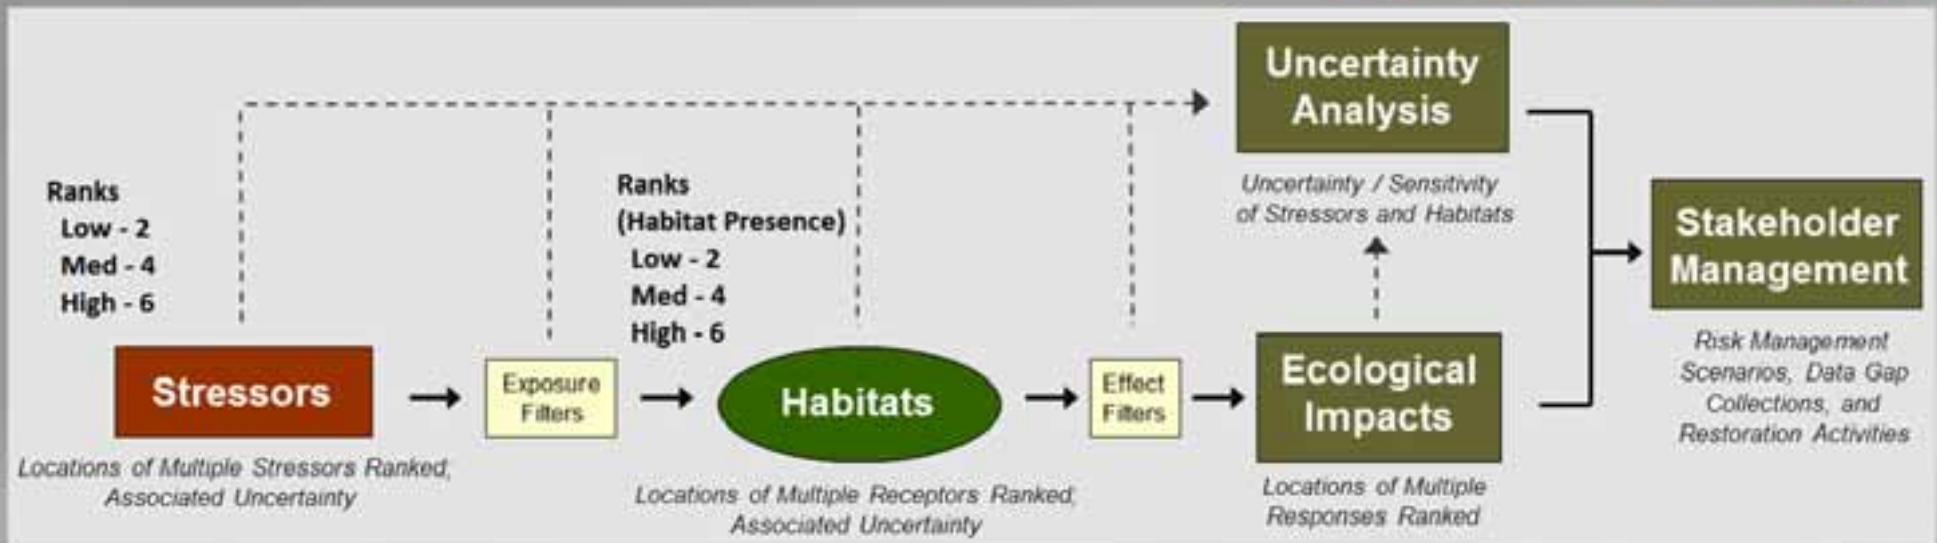 Uncertainty
Analysis
Uncertainty / Sensitivity
of Stressors and Habitats
Ranks
Low - 2
Med - 4
High - 6
Ranks
(Habitat Presence)
Low - 2
Med - 4
High - 6
Stakeholder
Management
Risk Management
Scenarios, Data Gap
Collections, and
Restoration Activities
Stressors
Locations of Multiple Stressors Ranked,
Associated Uncertainty
Exposure
Filters
Habitats
Locations of Multiple Receptors Ranked,
Associated Uncertainty
Effect
Filters
Ecological
Impacts
Locations of Multiple
Responses Ranked